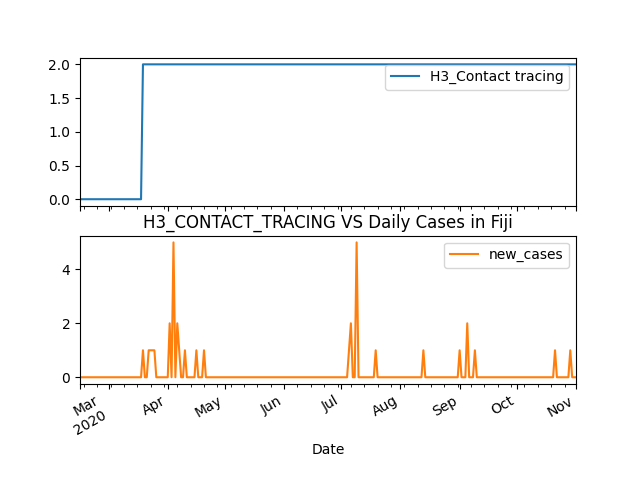 2.0
1.5
1.0
0.5
0.0
H3_Contact tracing
H3_CONTACT_TRACING VS Daily Cases in Fiji
4
2
0
new_cases
Mar
2020
Apr
May
Jun
Jul
Aug
Sep
Oct
Nov
Date